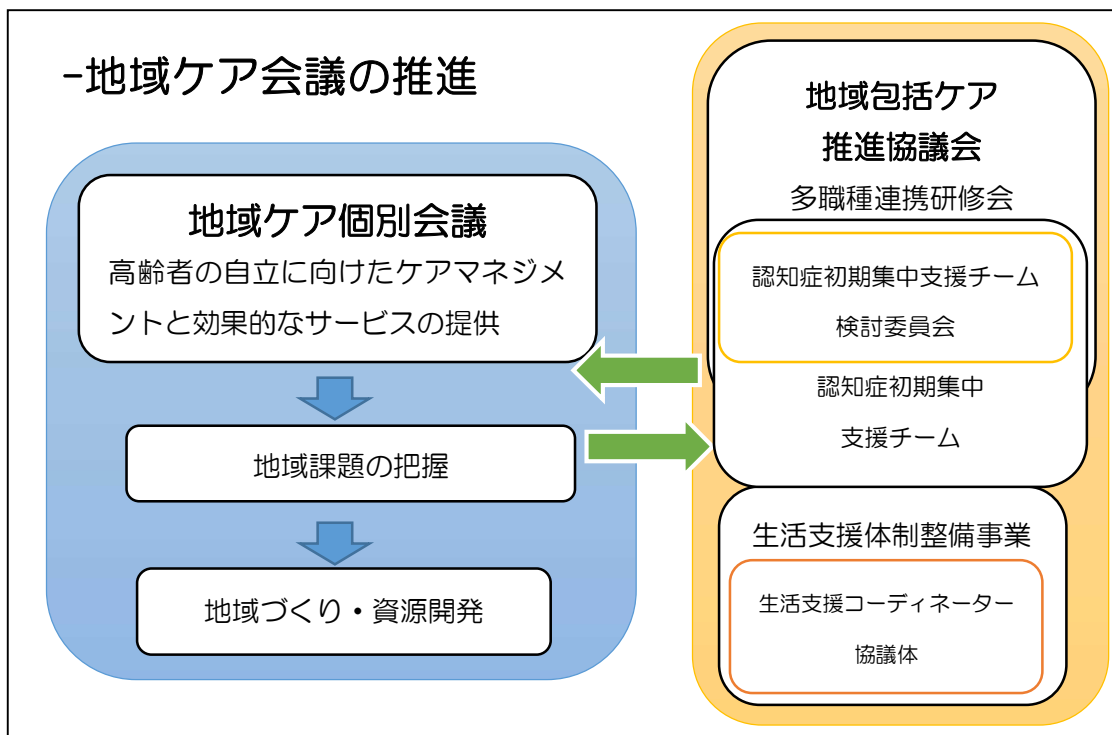 -地域ケア会議の推進
地域ケア個別会議
高齢者の自立に向けたケアマネジメ
ントと効果的なサービスの提供
地域課題の把握
地域づくり・資源開発
地域包括ケア
推進協議会
多職種連携研修会
認知症初期集中支援チーム
検討委員会
認知症初期集中
支援チーム
生活支援体制整備事業
生活支援コーディネーター
協議体